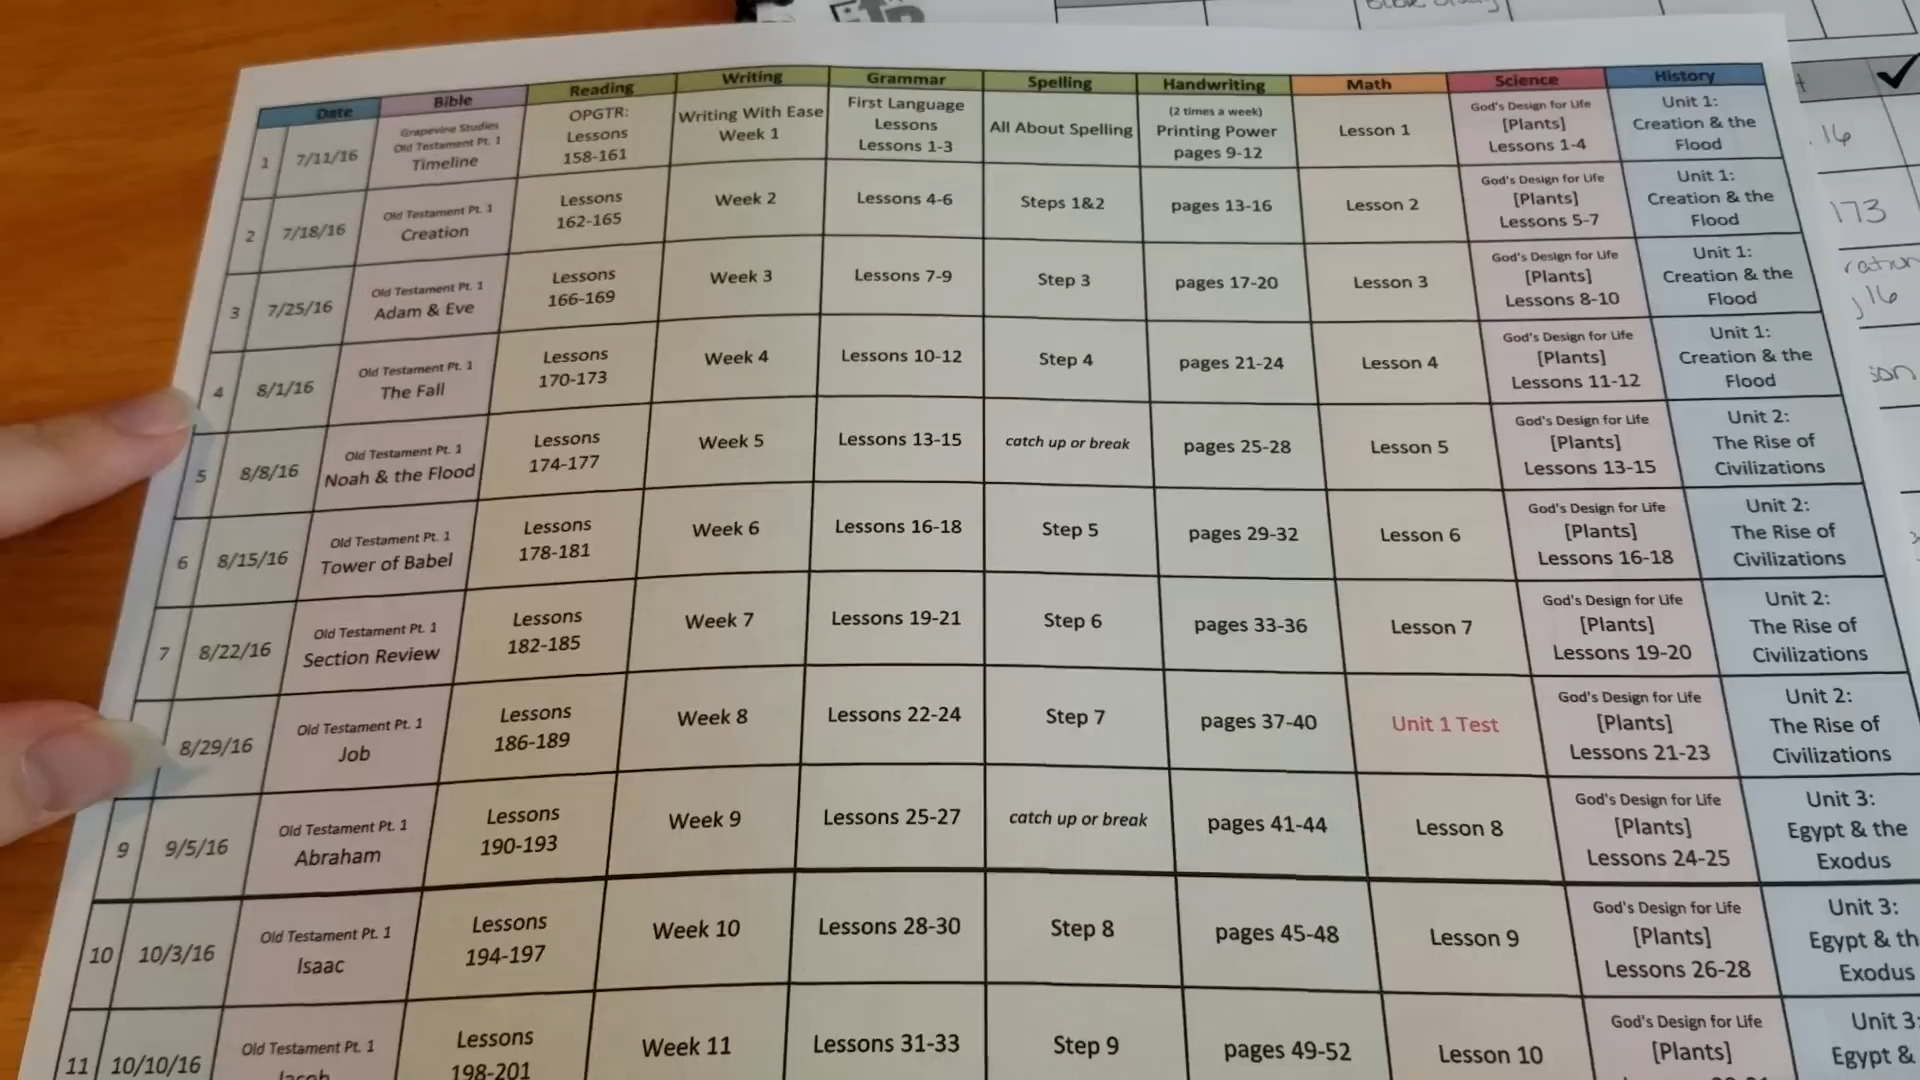 Date Bible Reading Writing Grammar Spelling Handwriting Math Science History
1 7/11/16 Grapevine Studies Old Testament Pt. 1 Timeline OPGTR: Lessons 158-161 Writing With Ease Week 1 First Language Lessons Lessons 1-3 All About Spelling (2 times a week) Printing Power pages 9-12 Lesson 1 God's Design for Life [Plants] Lessons 1-4 Unit 1: Creation & the Flood
2 7/18/16 Old Testament Pt. 1 Creation Lessons 162-165 Week 2 Lessons 4-6 Steps 1&2 pages 13-16 Lesson 2 God's Design for Life [Plants] Lessons 5-7 Unit 1: Creation & the Flood
3 7/25/16 Old Testament Pt. 1 Adam & Eve Lessons 166-169 Week 3 Lessons 7-9 Step 3 pages 17-20 Lesson 3 God's Design for Life [Plants] Lessons 8-10 Unit 1: Creation & the Flood
4 8/1/16 Old Testament Pt. 1 The Fall Lessons 170-173 Week 4 Lessons 10-12 Step 4 pages 21-24 Lesson 4 God's Design for Life [Plants] Lessons 11-12 Unit 1: Creation & the Flood
5 8/8/16 Old Testament Pt. 1 Noah & the Flood Lessons 174-177 Week 5 Lessons 13-15 catch up or break pages 25-28 Lesson 5 God's Design for Life [Plants] Lessons 13-15 Unit 2: The Rise of Civilizations
6 8/15/16 Old Testament Pt. 1 Tower of Babel Lessons 178-181 Week 6 Lessons 16-18 Step 5 pages 29-32 Lesson 6 God's Design for Life [Plants] Lessons 16-18 Unit 2: The Rise of Civilizations
7 8/22/16 Old Testament Pt. 1 Section Review Lessons 182-185 Week 7 Lessons 19-21 Step 6 pages 33-36 Lesson 7 God's Design for Life [Plants] Lessons 19-20 Unit 2: The Rise of Civilizations
8/29/16 Old Testament Pt. 1 Job Lessons 186-189 Week 8 Lessons 22-24 Step 7 pages 37-40 Unit 1 Test God's Design for Life [Plants] Lessons 21-23 Unit 2: The Rise of Civilizations
9 9/5/16 Old Testament Pt. 1 Abraham Lessons 190-193 Week 9 Lessons 25-27 catch up or break pages 41-44 Lesson 8 God's Design for Life [Plants] Lessons 24-25 Unit 3: Egypt & the Exodus
10 10/3/16 Old Testament Pt. 1 Isaac Lessons 194-197 Week 10 Lessons 28-30 Step 8 pages 45-48 Lesson 9 God's Design for Life [Plants] Lessons 26-28 Unit 3: Egypt & th Exodus
11 10/10/16 Old Testament Pt. 1 Jacob Lessons 198-201 Week 11 Lessons 31-33 Step 9 pages 49-52 Lesson 10 God's Design for Life [Plants] Unit 3: Egypt &
16
173